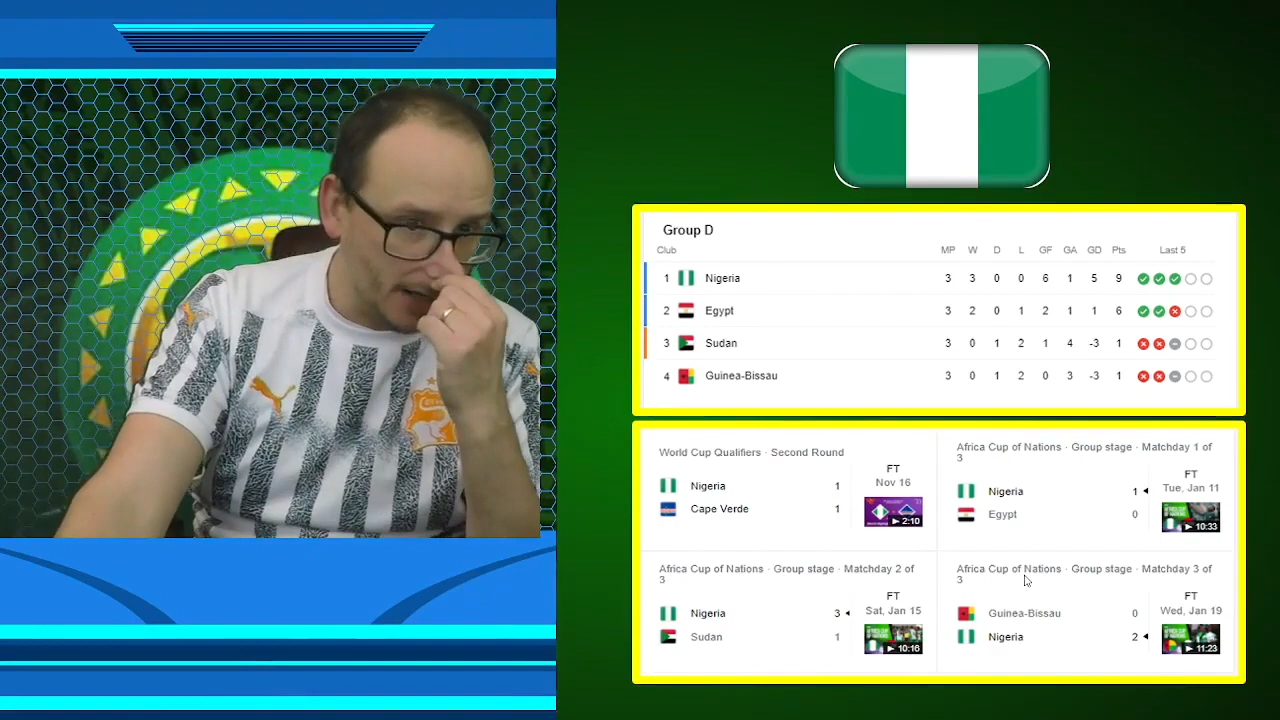 Group D
Club MP W D L GF GA GD Pts Last 5
1 Nigeria 3 3 0 0 6 1 5 9
2 Egypt 3 2 0 1 2 1 1 6
3 Sudan 3 0 1 2 1 4 -3 1
4 Guinea-Bissau 3 0 1 2 0 3 -3 1
World Cup Qualifiers · Second Round
Nigeria 1
Cape Verde 1
FT
Nov 16
2:10
Africa Cup of Nations · Group stage · Matchday 1 of
3
Nigeria 1
Egypt 0
FT
Tue, Jan 11
10:33
Africa Cup of Nations · Group stage · Matchday 2 of
3
Nigeria 3
Sudan 1
FT
Sat, Jan 15
10:16
Africa Cup of Nations · Group stage · Matchday 3 of
3
Guinea-Bissau 0
Nigeria 2
FT
Wed, Jan 19
11:23